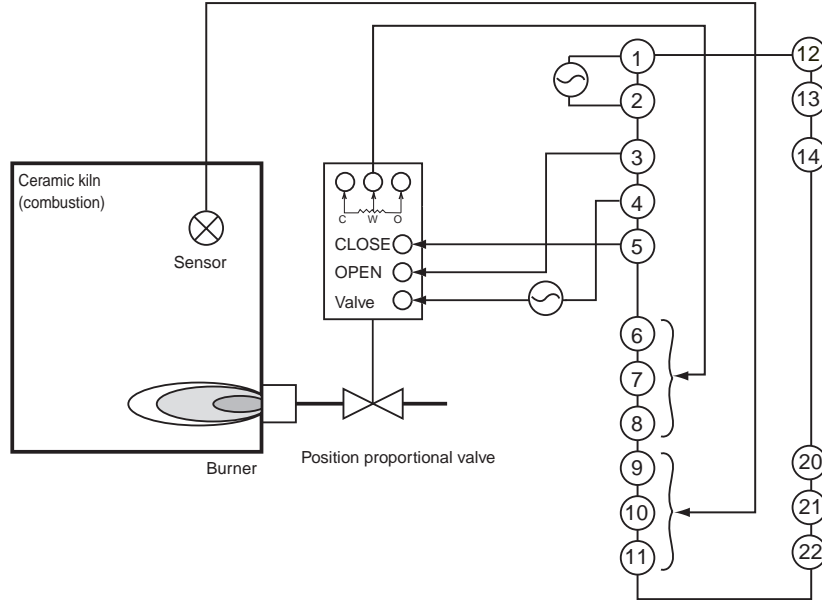 1
12
2
13
3
14
Ceramic kiln
(combustion)
4
C W O
CLOSE
5
Sensor
OPEN
Valve
6
7
8
Burner
Position proportional valve
9
20
10
21
11
22